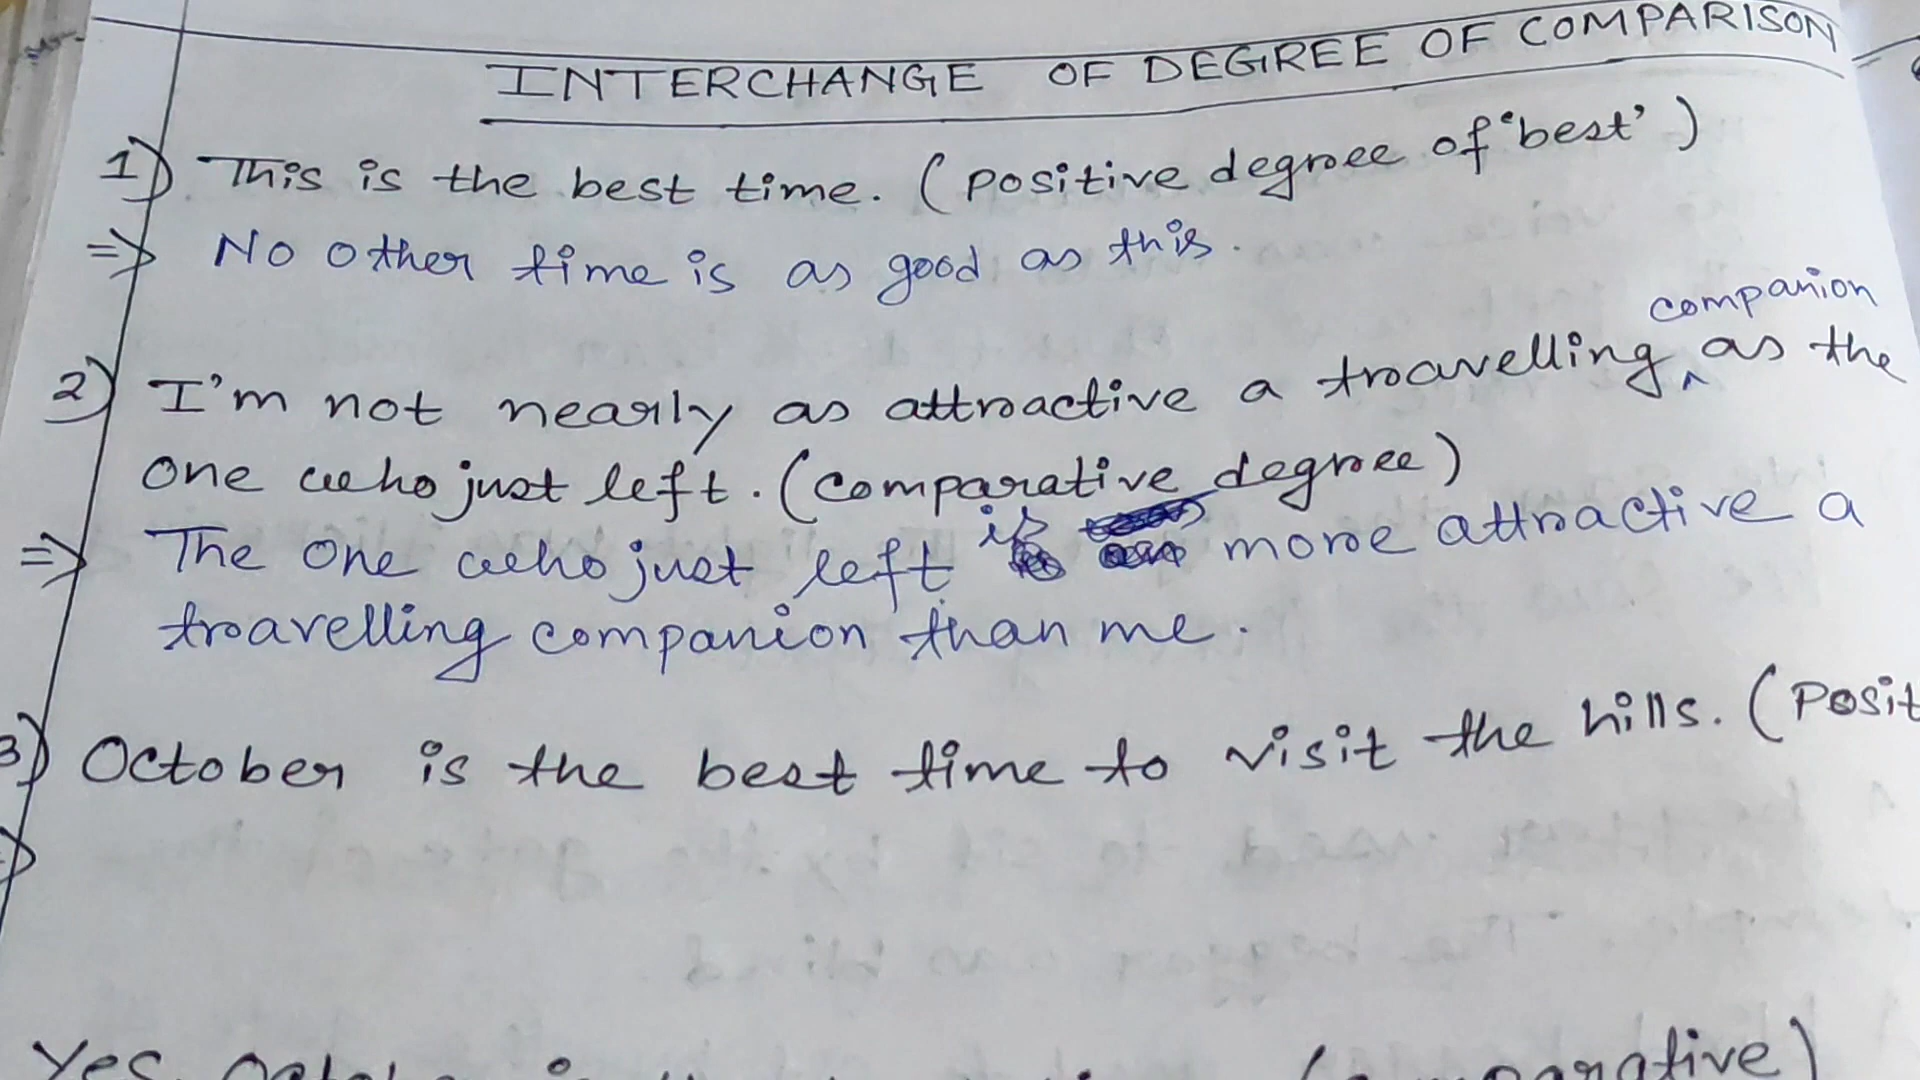 INTERCHANGE OF DEGREE OF COMPARISON
1) This is the best time. (Positive degree of 'best')
=> No other time is as good as this.
2) I'm not nearly as attractive a travelling companion as the
one who just left. (Comparative degree)
=> The one who just left is more attractive a
travelling companion than me.
3) October is the best time to visit the hills. (Posit
=>
Yes